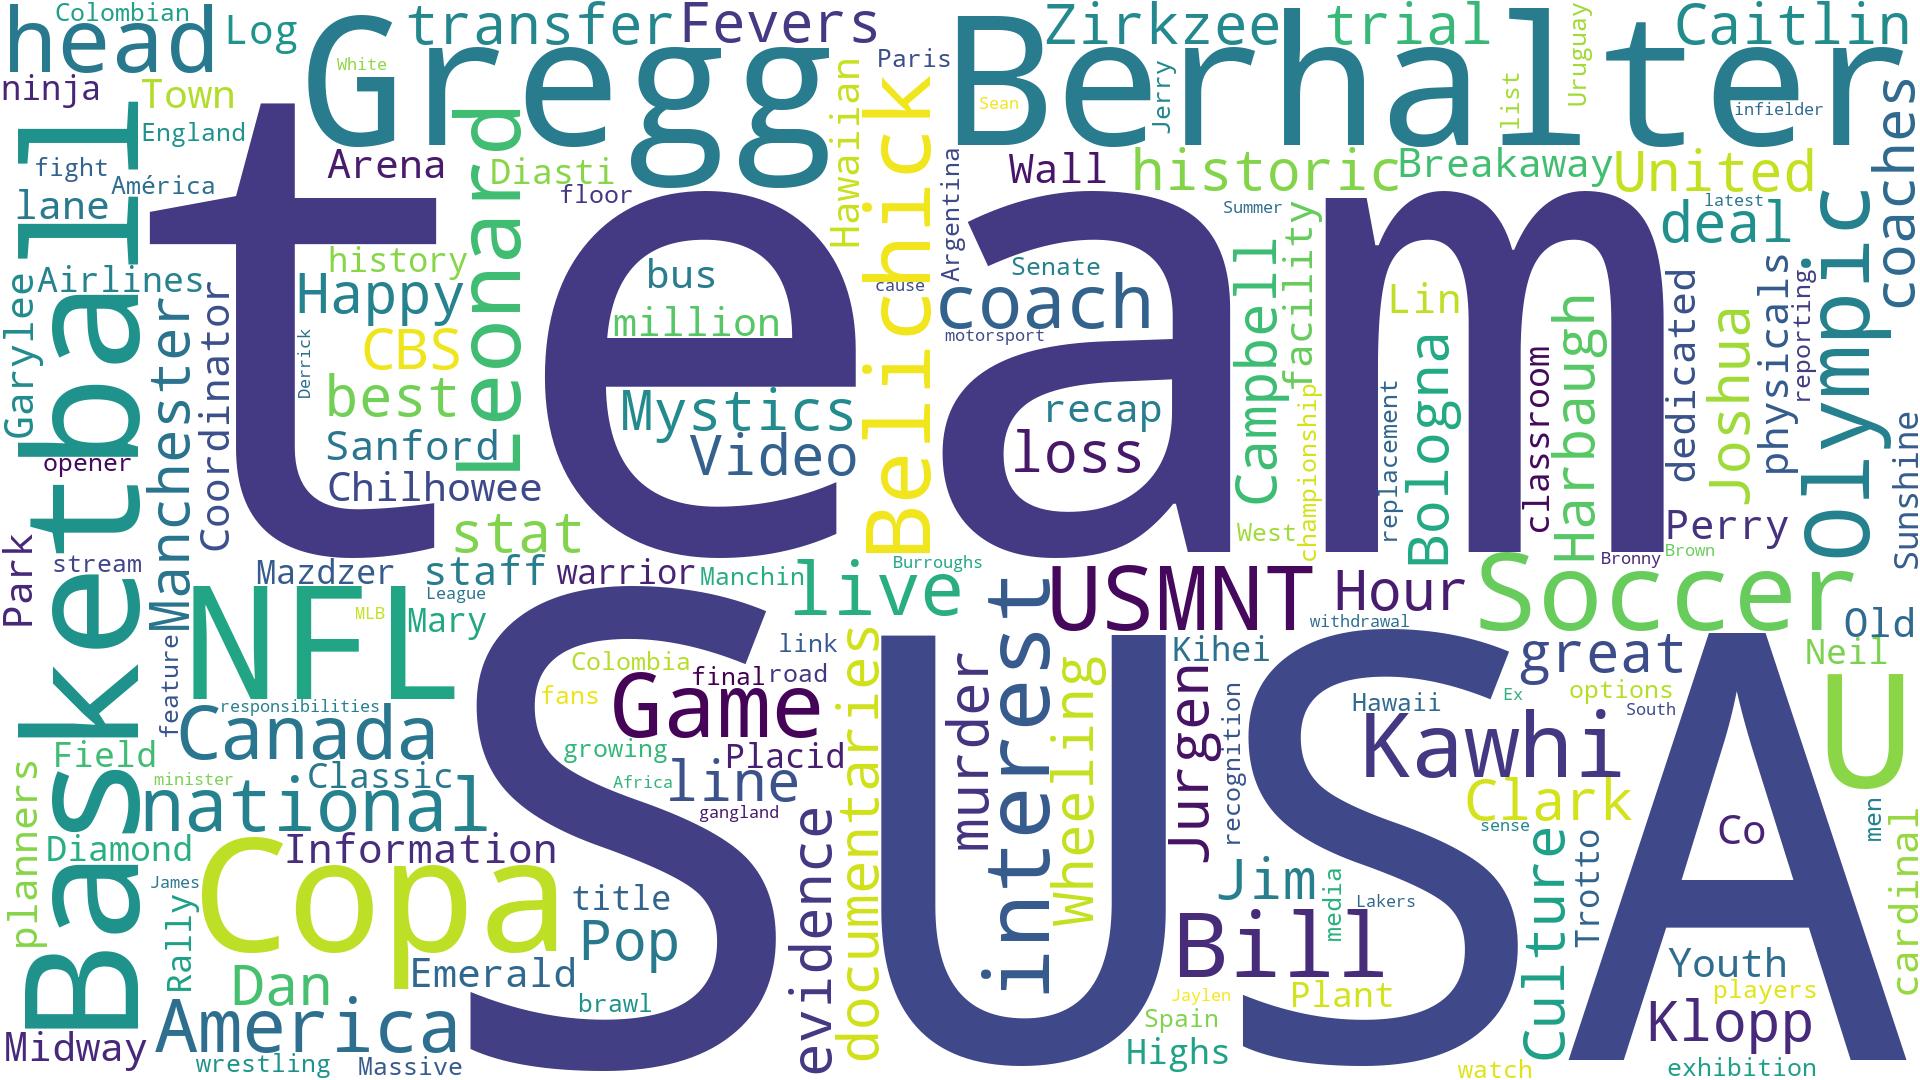 Colombian
head
Log
Gregg
transfer
Fevers
Berhalter
Zirkzee
trial
Caitlin
ninja
Town
White
Hawaiian
Paris
Sean
Jerry
list
Uruguay
infielder
coaches
England
fight
América
lane
Arena
Leonard
Diasti
floor
Belichick
Argentina
Wall
historic
Breakaway
United
team
Basketball
Garylee
Airlines
Manchester
Coordinator
history
Happy
CBS
Derrick
best
Sanford
Chilhowee
stat
bus
million
Mystics
Video
cause
Summer
Senate
coach
motorsport
recap
loss
Campbell
facility
championship
West
Lin
replacement
Bologna
classroom
Harbaugh
latest
deal
dedicated
Joshua
physicals
reporting
Olympic
Perry
Sunshine
opener
Park
stream
Mazdzer
staff
warrior
Manchin
Burroughs
live
USMNT
Hour
Bronny
Brown
Soccer
Old
NFL
MLB
League
Mary
feature
responsibilities
Canada
Field
minister
Classic
national
SUSA
link
Colombia
final
road
fans
Game
growing
Placid
Africa
line
gangland
documentaries
murder
interest
Wheeling
Kihei
withdrawal
Jurgen
recognition
Hawaii
Ex
great
options
South
Neil
Kawhi
Clark
sense
U
Co
men
planners
Diamond
Information
James
Copa
Rally
title
Pop
evidence
Dan
Emerald
brawl
America
Midway
wrestling
Massive
Jim
media
Lakers
Bill
Jaylen
Plant
Spain
Highs
Culture
Trotto
cardinal
Youth
players
Klopp
watch
exhibition